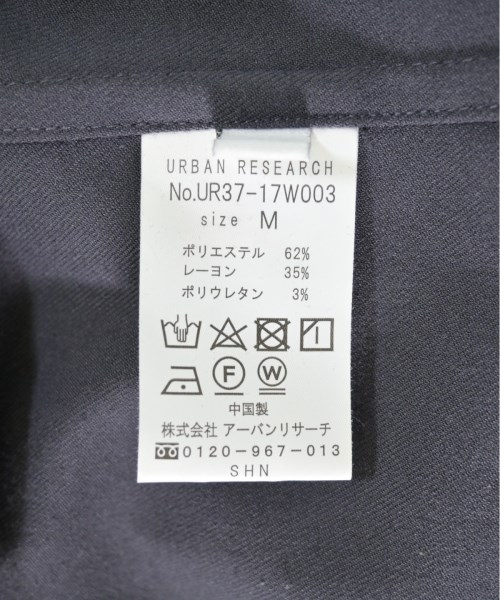 URBAN RESEARCH
No.UR37-17W003
size M
ポリエステル 62%
レーヨン 35%
ポリウレタン 3%
F W
中国製
株式会社 アーバンリサーチ
0120-967-013
SHN